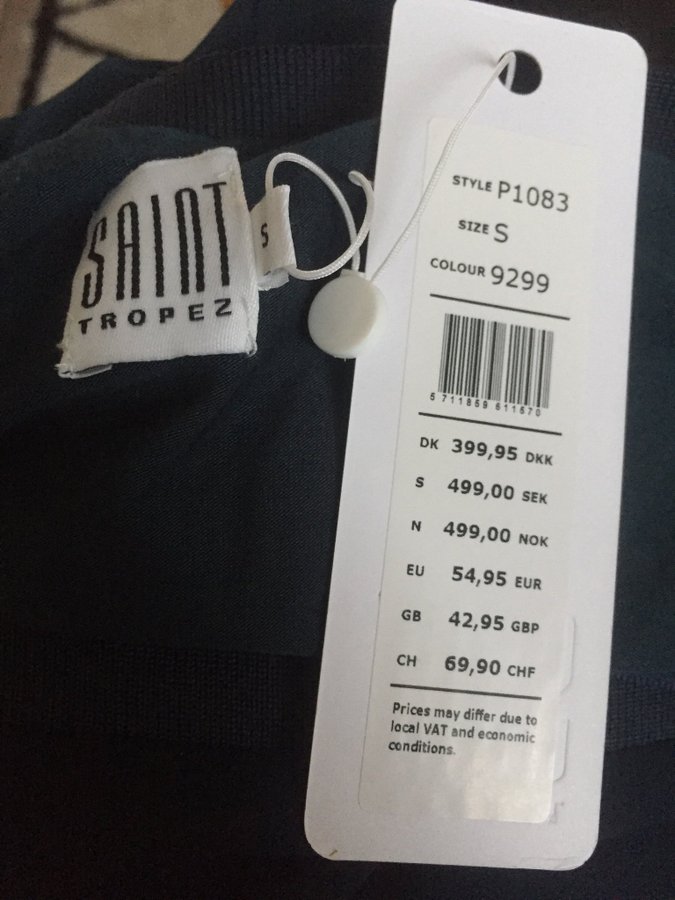 SAINT
TROPEZ
S
STYLE P1083
SIZE S
COLOUR 9299
5 711859 611570
DK 399,95 DKK
S 499,00 SEK
N 499,00 NOK
EU 54,95 EUR
GB 42,95 GBP
CH 69,90 CHF
Prices may differ due to
local VAT and economic
conditions.